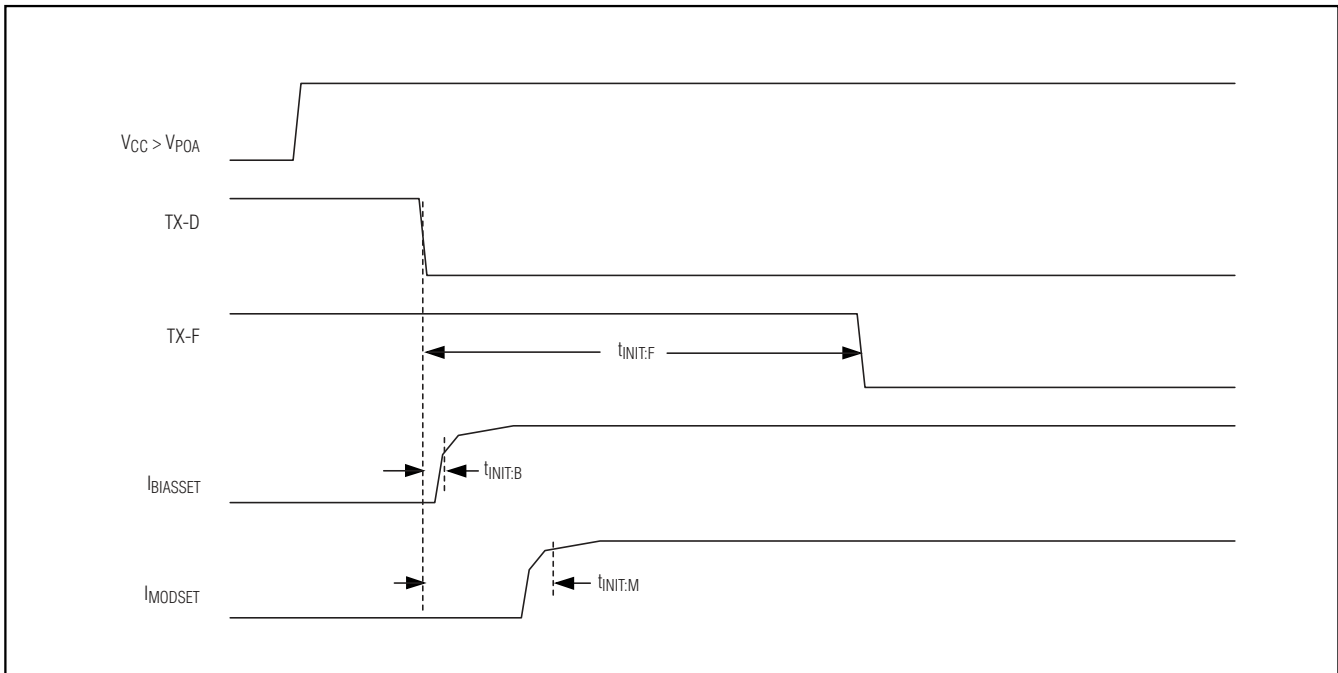 VCC > VPOA
TX-D
TX-F
tINIT:F
IBIASSET
tINIT:B
IMODSET
tINIT:M